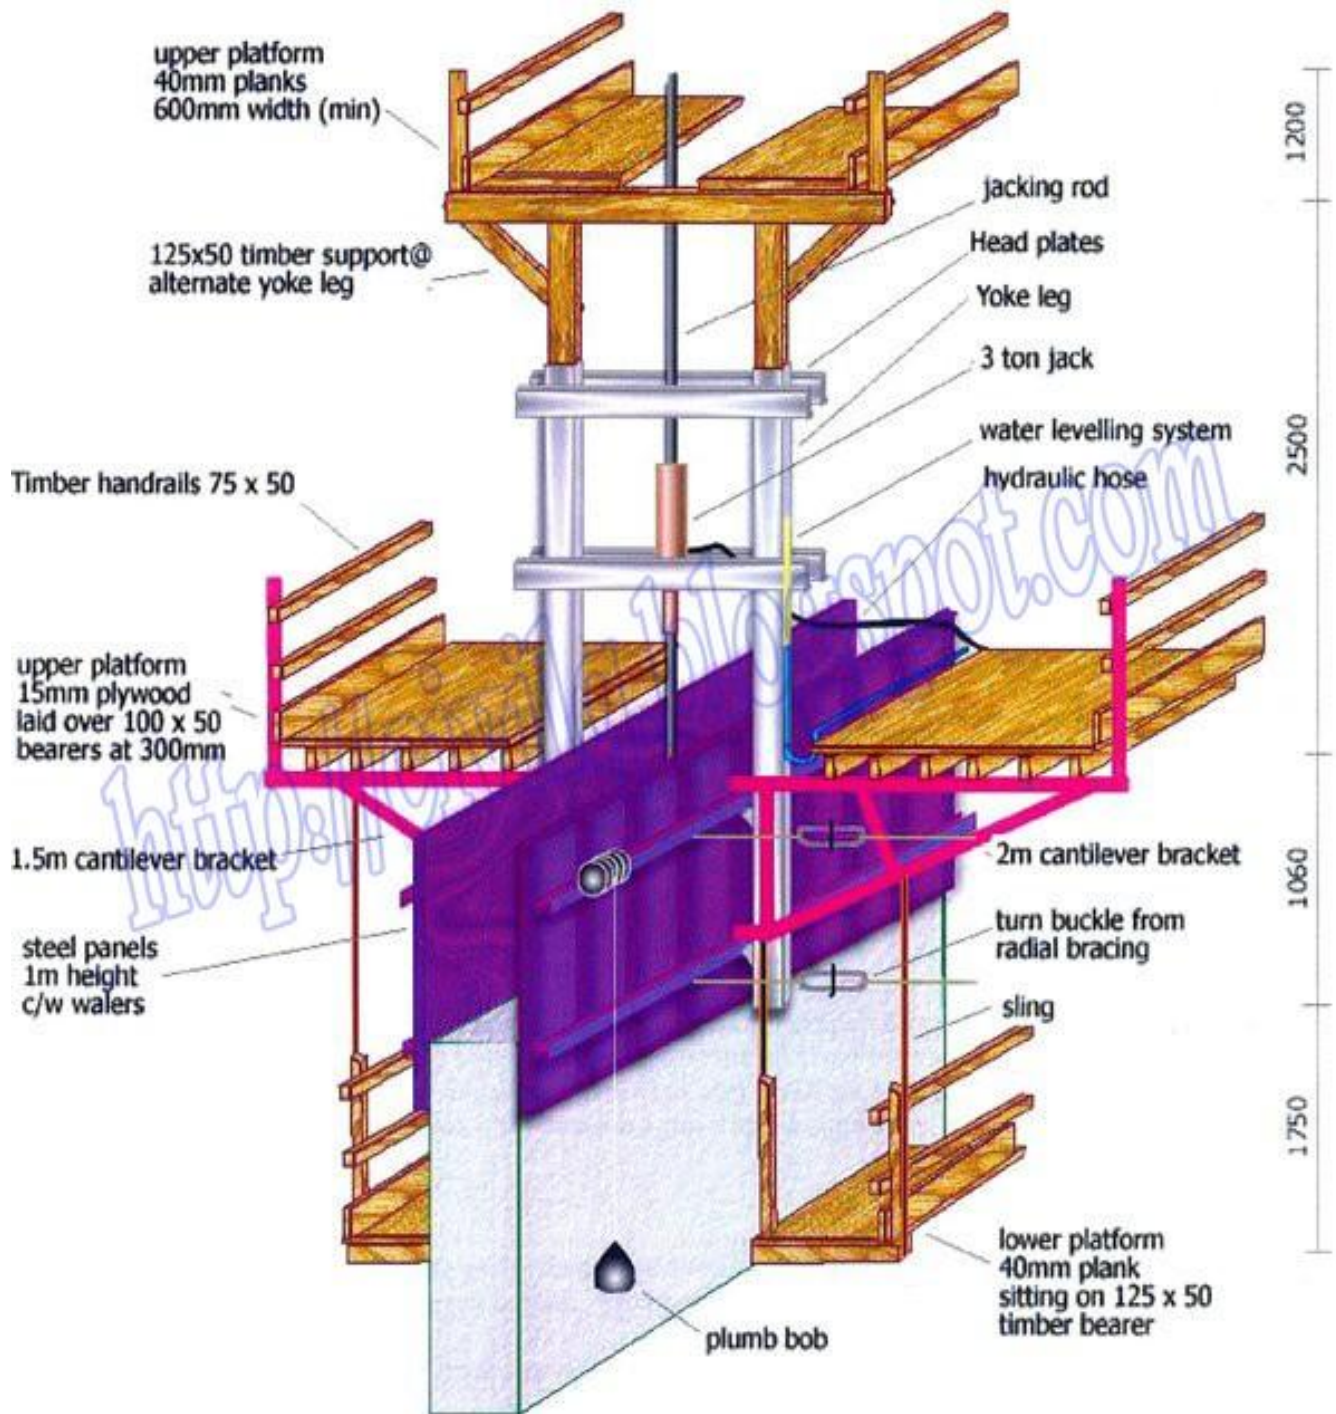 upper platform
40mm planks
600mm width (min)
1200
jacking rod
125x50 timber support@
alternate yoke leg
Head plates
Yoke leg
3 ton jack
water levelling system
hydraulic hose
2500
Timber handrails 75 x 50
upper platform
15mm plywood
laid over 100 x 50
bearers at 300mm
1.5m cantilever bracket
2m cantilever bracket
1060
steel panels
1m height
c/w walers
turn buckle from
radial bracing
sling
1750
lower platform
40mm plank
sitting on 125 x 50
timber bearer
plumb bob